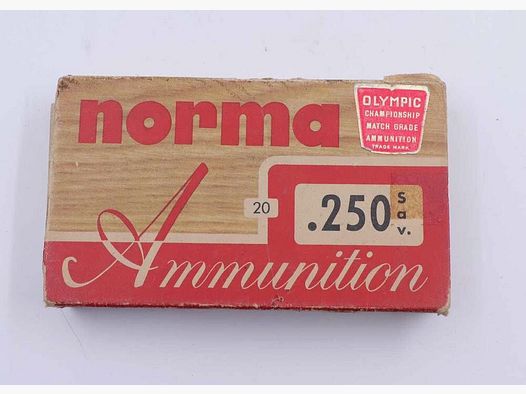 norma
OLYMPIC
CHAMPIONSHIP
MATCH GRADE
AMMUNITION
TRADE MARK
20
.250 Sav.
Ammunition